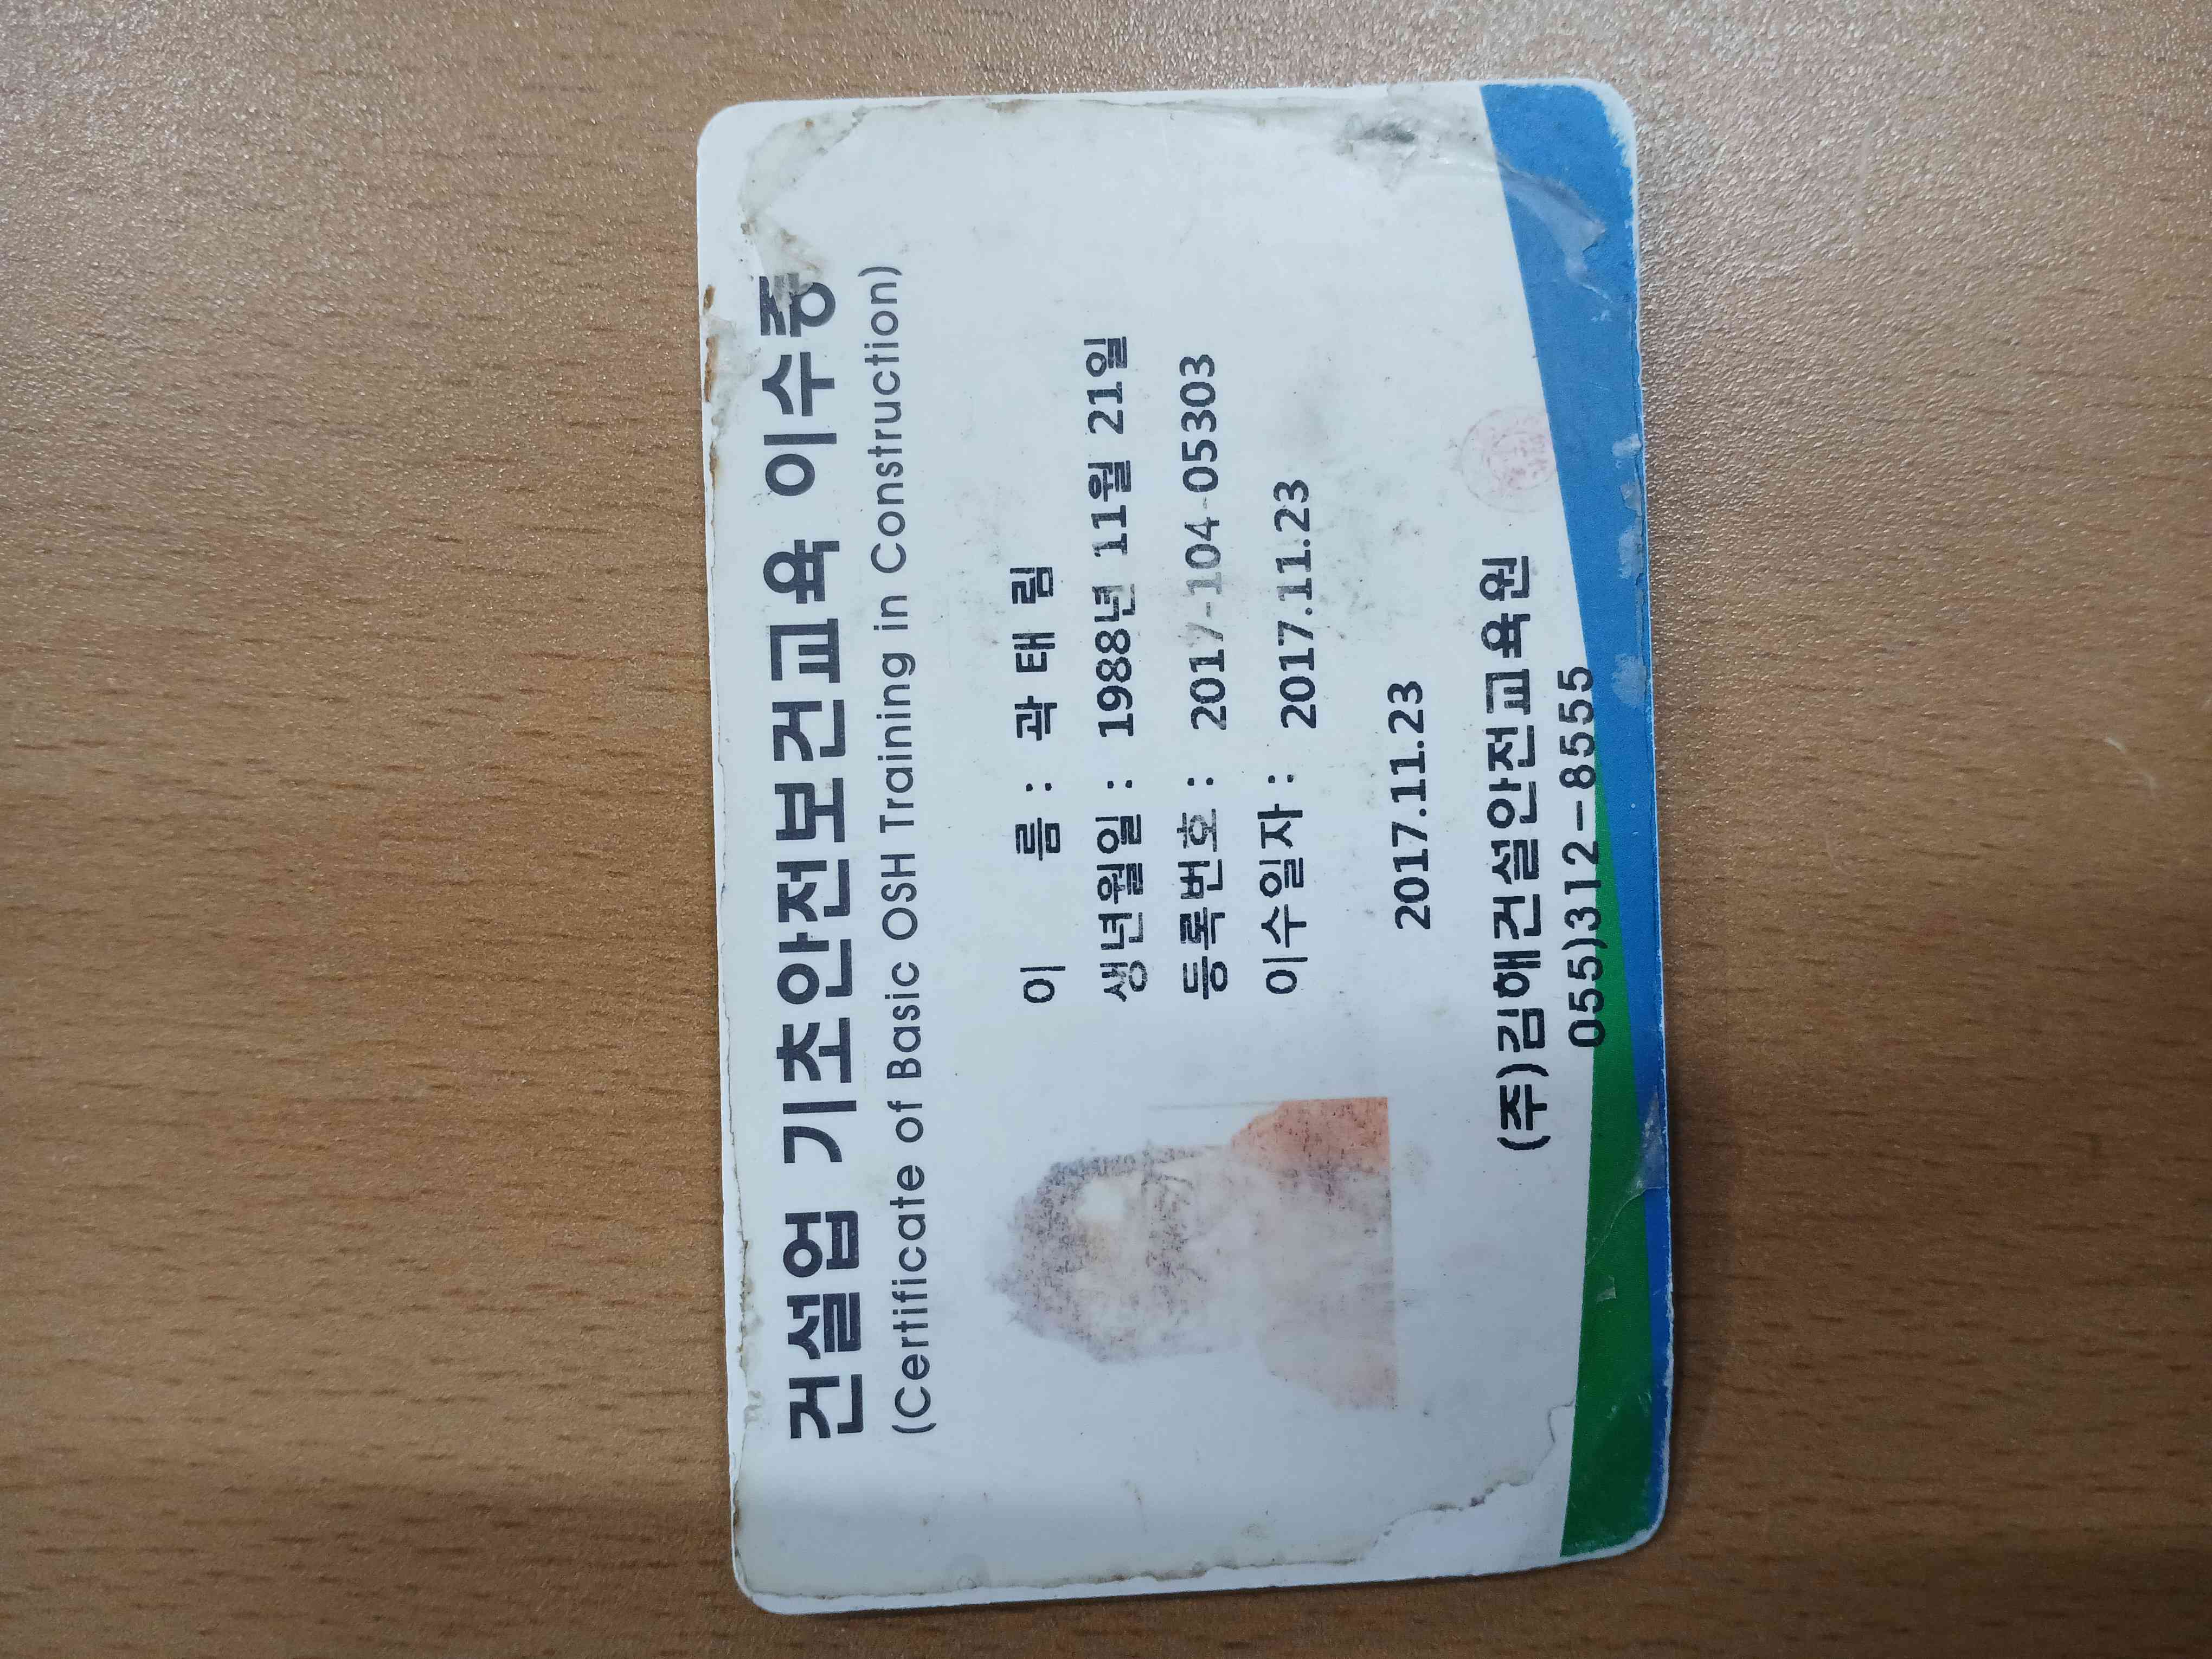 건설업 기초안전보건교육 이수증
(Certificate of Basic OSH Training in Construction)
이 름 : 곽 태 림
생년월일 : 1988년 11월 21일
등록번호 : 2017-104-05303
이수일자 : 2017.11.23
2017.11.23
(주)김해건설안전교육원
055)312-8555